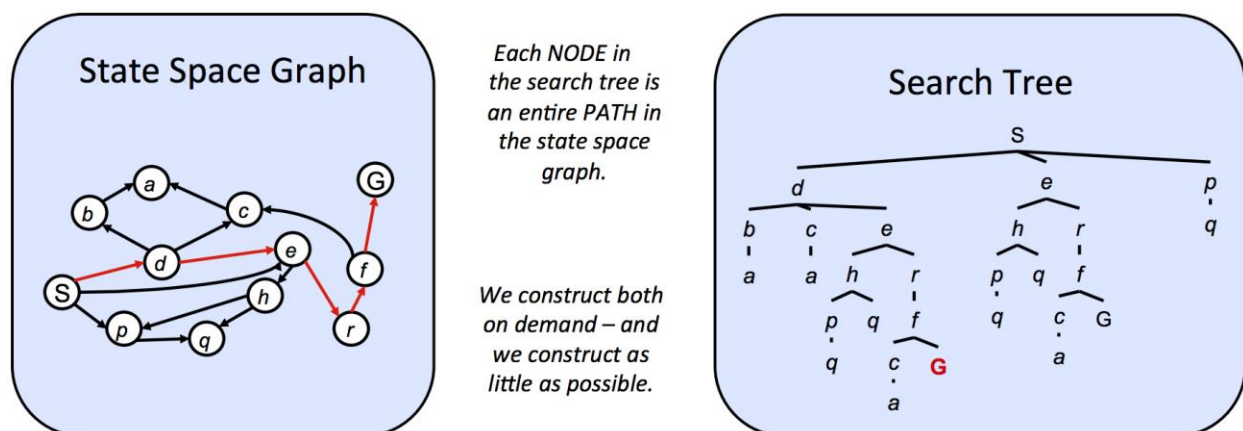 State Space Graph
G
a
b
c
d
e
f
S
h
p
q
r
Each NODE in
the search tree is
an entire PATH in
the state space
graph.
We construct both
on demand – and
we construct as
little as possible.
Search Tree
S
d e p
b c e h r q
a a h r p q f
p q f q c G
q c G a
a